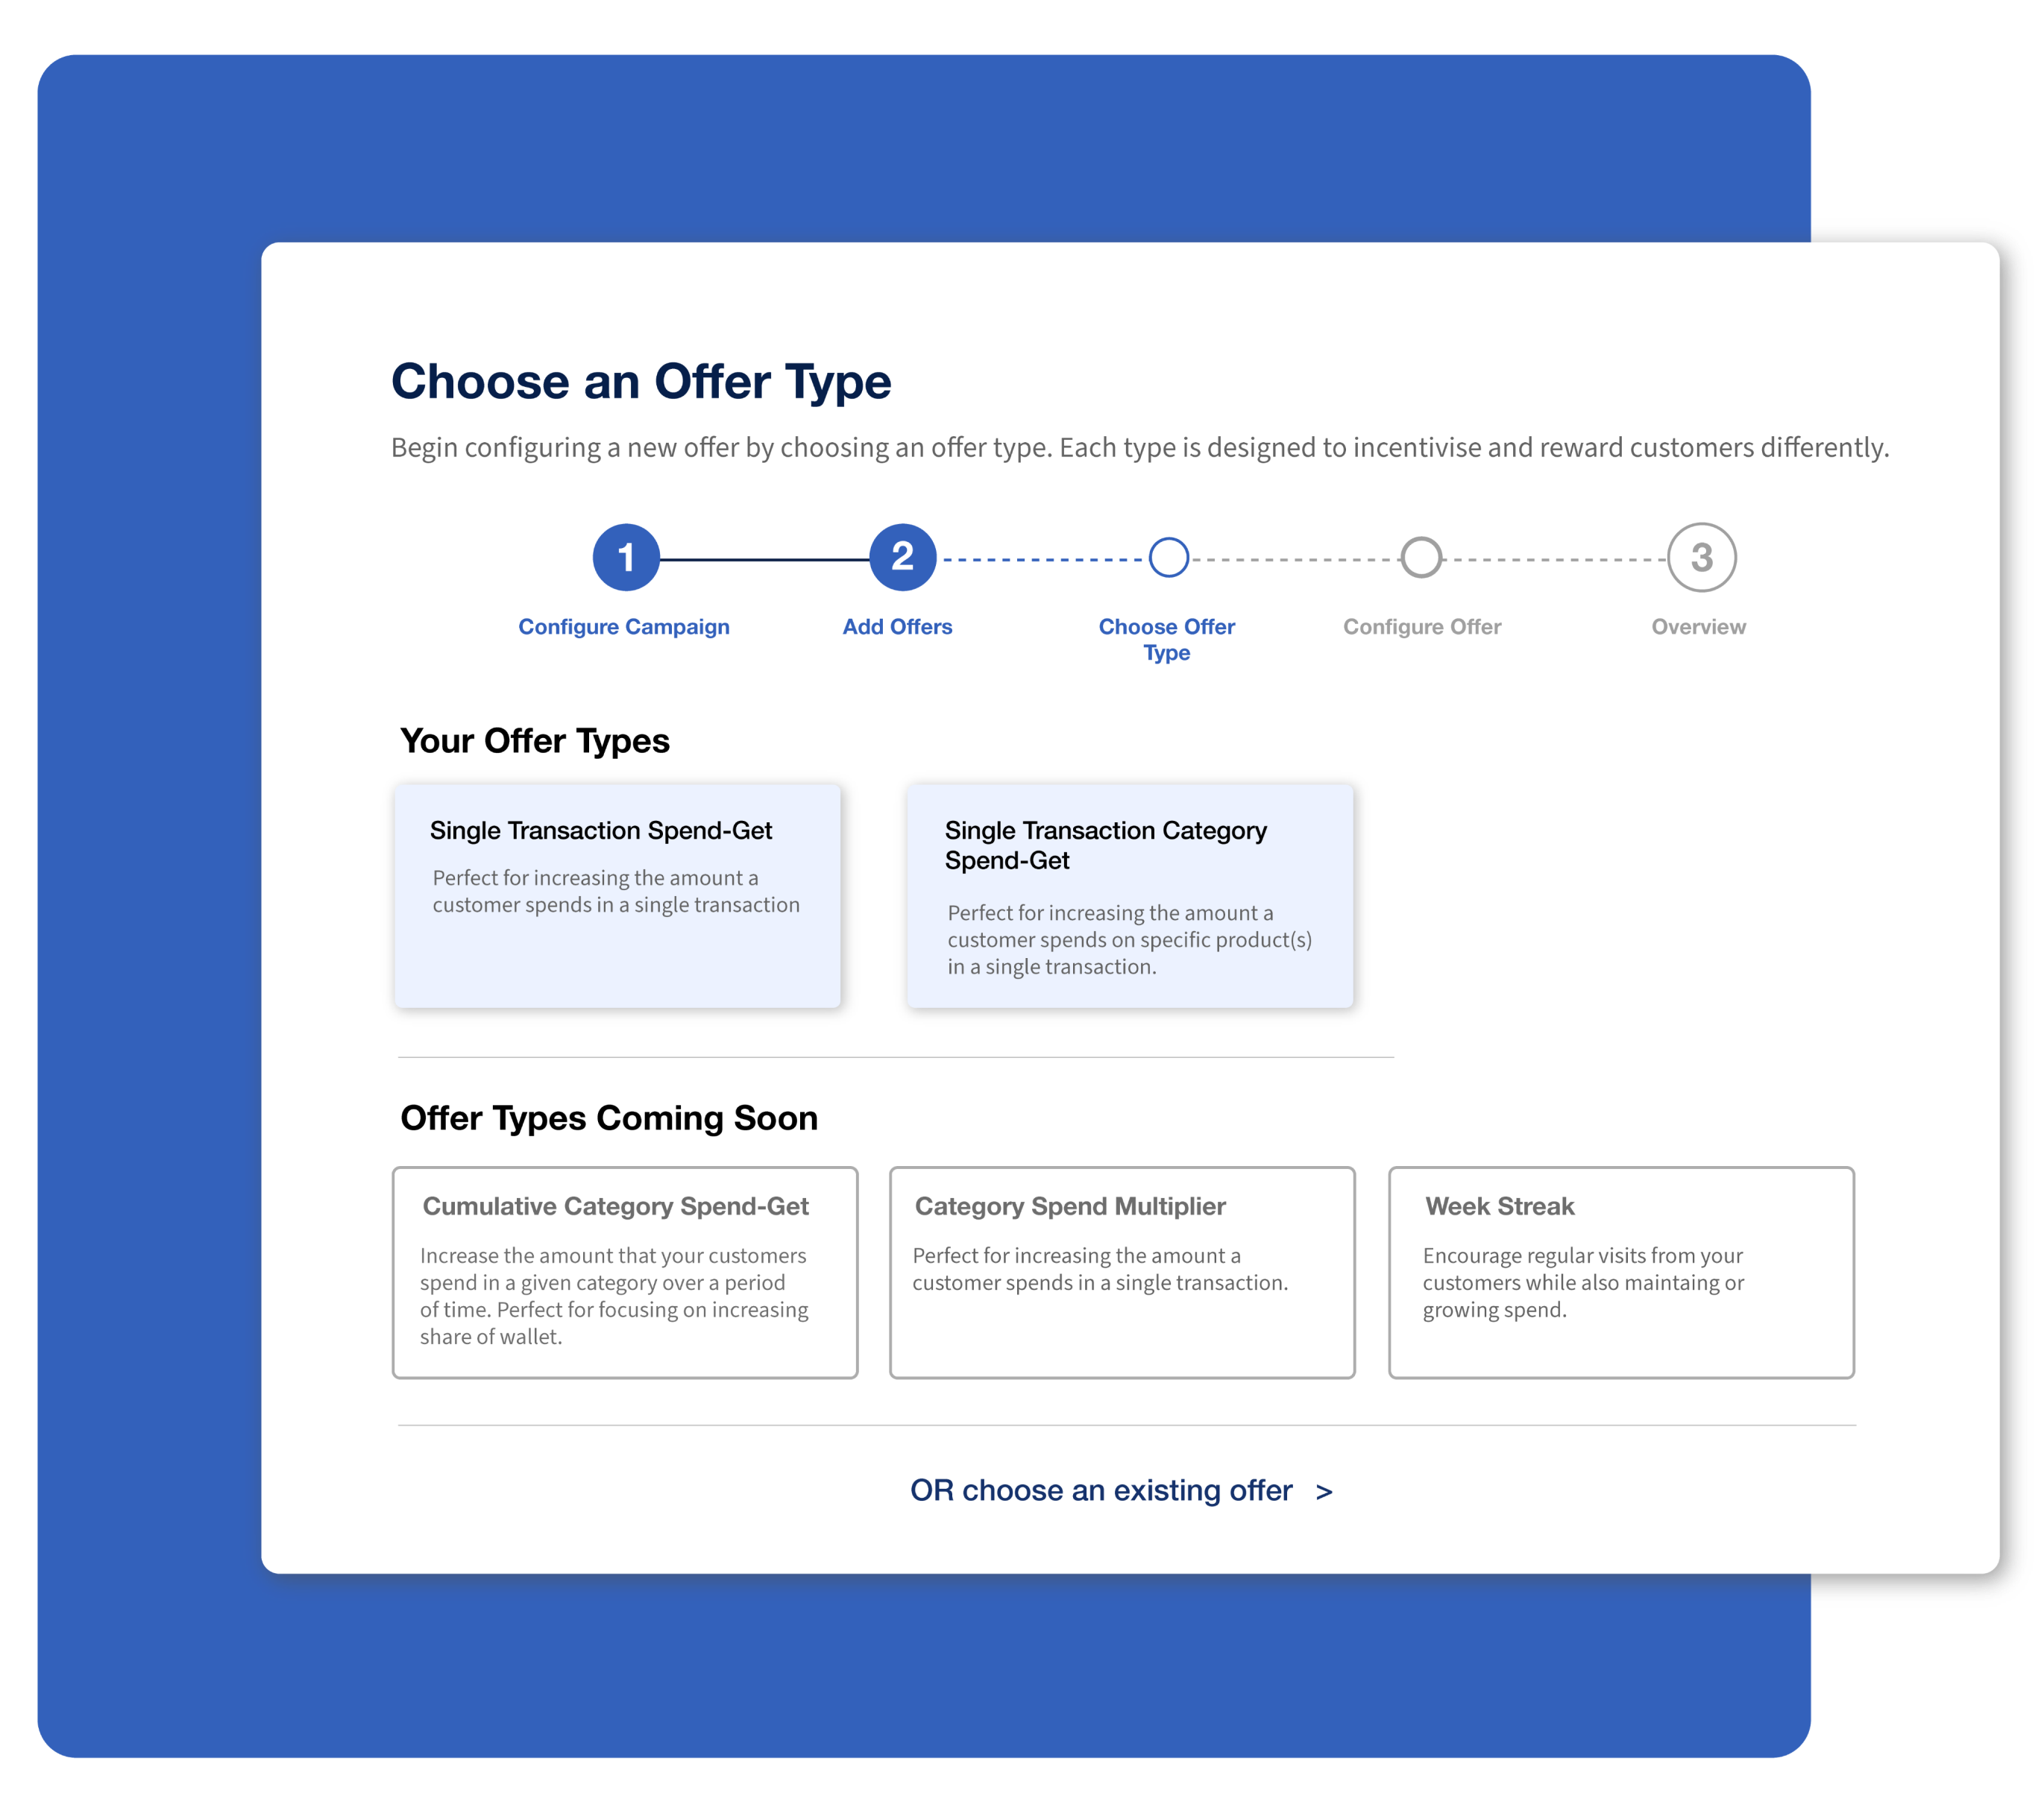 Choose an Offer Type
Begin configuring a new offer by choosing an offer type. Each type is designed to incentivise and reward customers differently.
1
2
3
Configure Campaign
Add Offers
Choose Offer
Type
Configure Offer
Overview
Your Offer Types
Single Transaction Spend-Get
Perfect for increasing the amount a
customer spends in a single transaction
Single Transaction Category
Spend-Get
Perfect for increasing the amount a
customer spends on specific product(s)
in a single transaction.
Offer Types Coming Soon
Cumulative Category Spend-Get
Increase the amount that your customers
spend in a given category over a period
of time. Perfect for focusing on increasing
share of wallet.
Category Spend Multiplier
Perfect for increasing the amount a
customer spends in a single transaction.
Week Streak
Encourage regular visits from your
customers while also maintaing or
growing spend.
OR choose an existing offer >